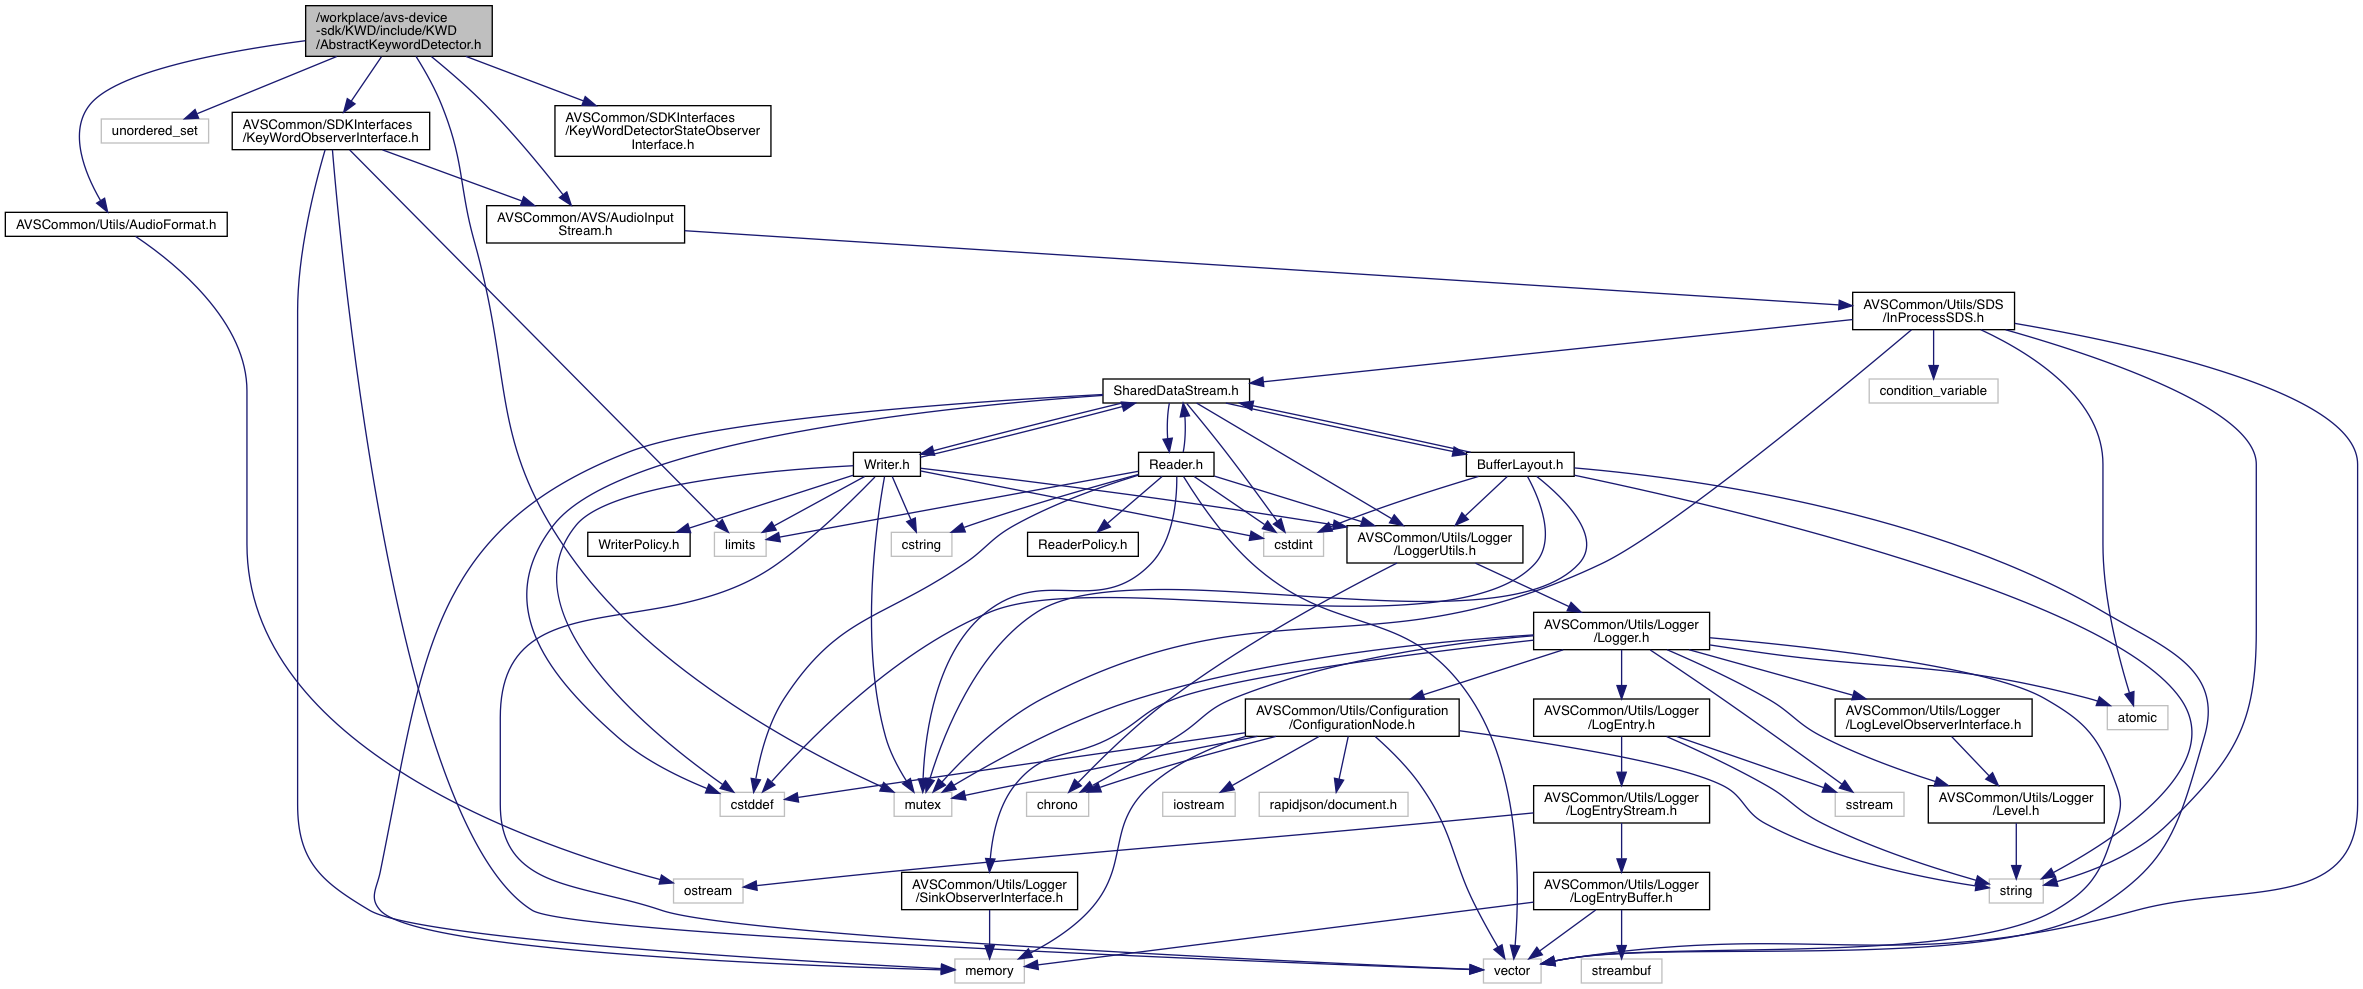 /workplace/avs-device
-sdk/KWD/include/KWD
/AbstractKeywordDetector.h
unordered_set
AVSCommon/SDKInterfaces
/KeyWordObserverInterface.h
AVSCommon/SDKInterfaces
/KeyWordDetectorStateObserver
Interface.h
AVSCommon/Utils/AudioFormat.h
AVSCommon/AVS/AudioInput
Stream.h
AVSCommon/Utils/SDS
/InProcessSDS.h
SharedDataStream.h
condition_variable
Writer.h
Reader.h
BufferLayout.h
WriterPolicy.h
limits
cstring
ReaderPolicy.h
cstdint
AVSCommon/Utils/Logger
/LoggerUtils.h
AVSCommon/Utils/Logger
/Logger.h
AVSCommon/Utils/Configuration
/ConfigurationNode.h
AVSCommon/Utils/Logger
/LogEntry.h
AVSCommon/Utils/Logger
/LogLevelObserverInterface.h
atomic
cstddef
mutex
chrono
iostream
rapidjson/document.h
AVSCommon/Utils/Logger
/LogEntryStream.h
sstream
AVSCommon/Utils/Logger
/Level.h
ostream
AVSCommon/Utils/Logger
/SinkObserverInterface.h
AVSCommon/Utils/Logger
/LogEntryBuffer.h
string
memory
vector
streambuf